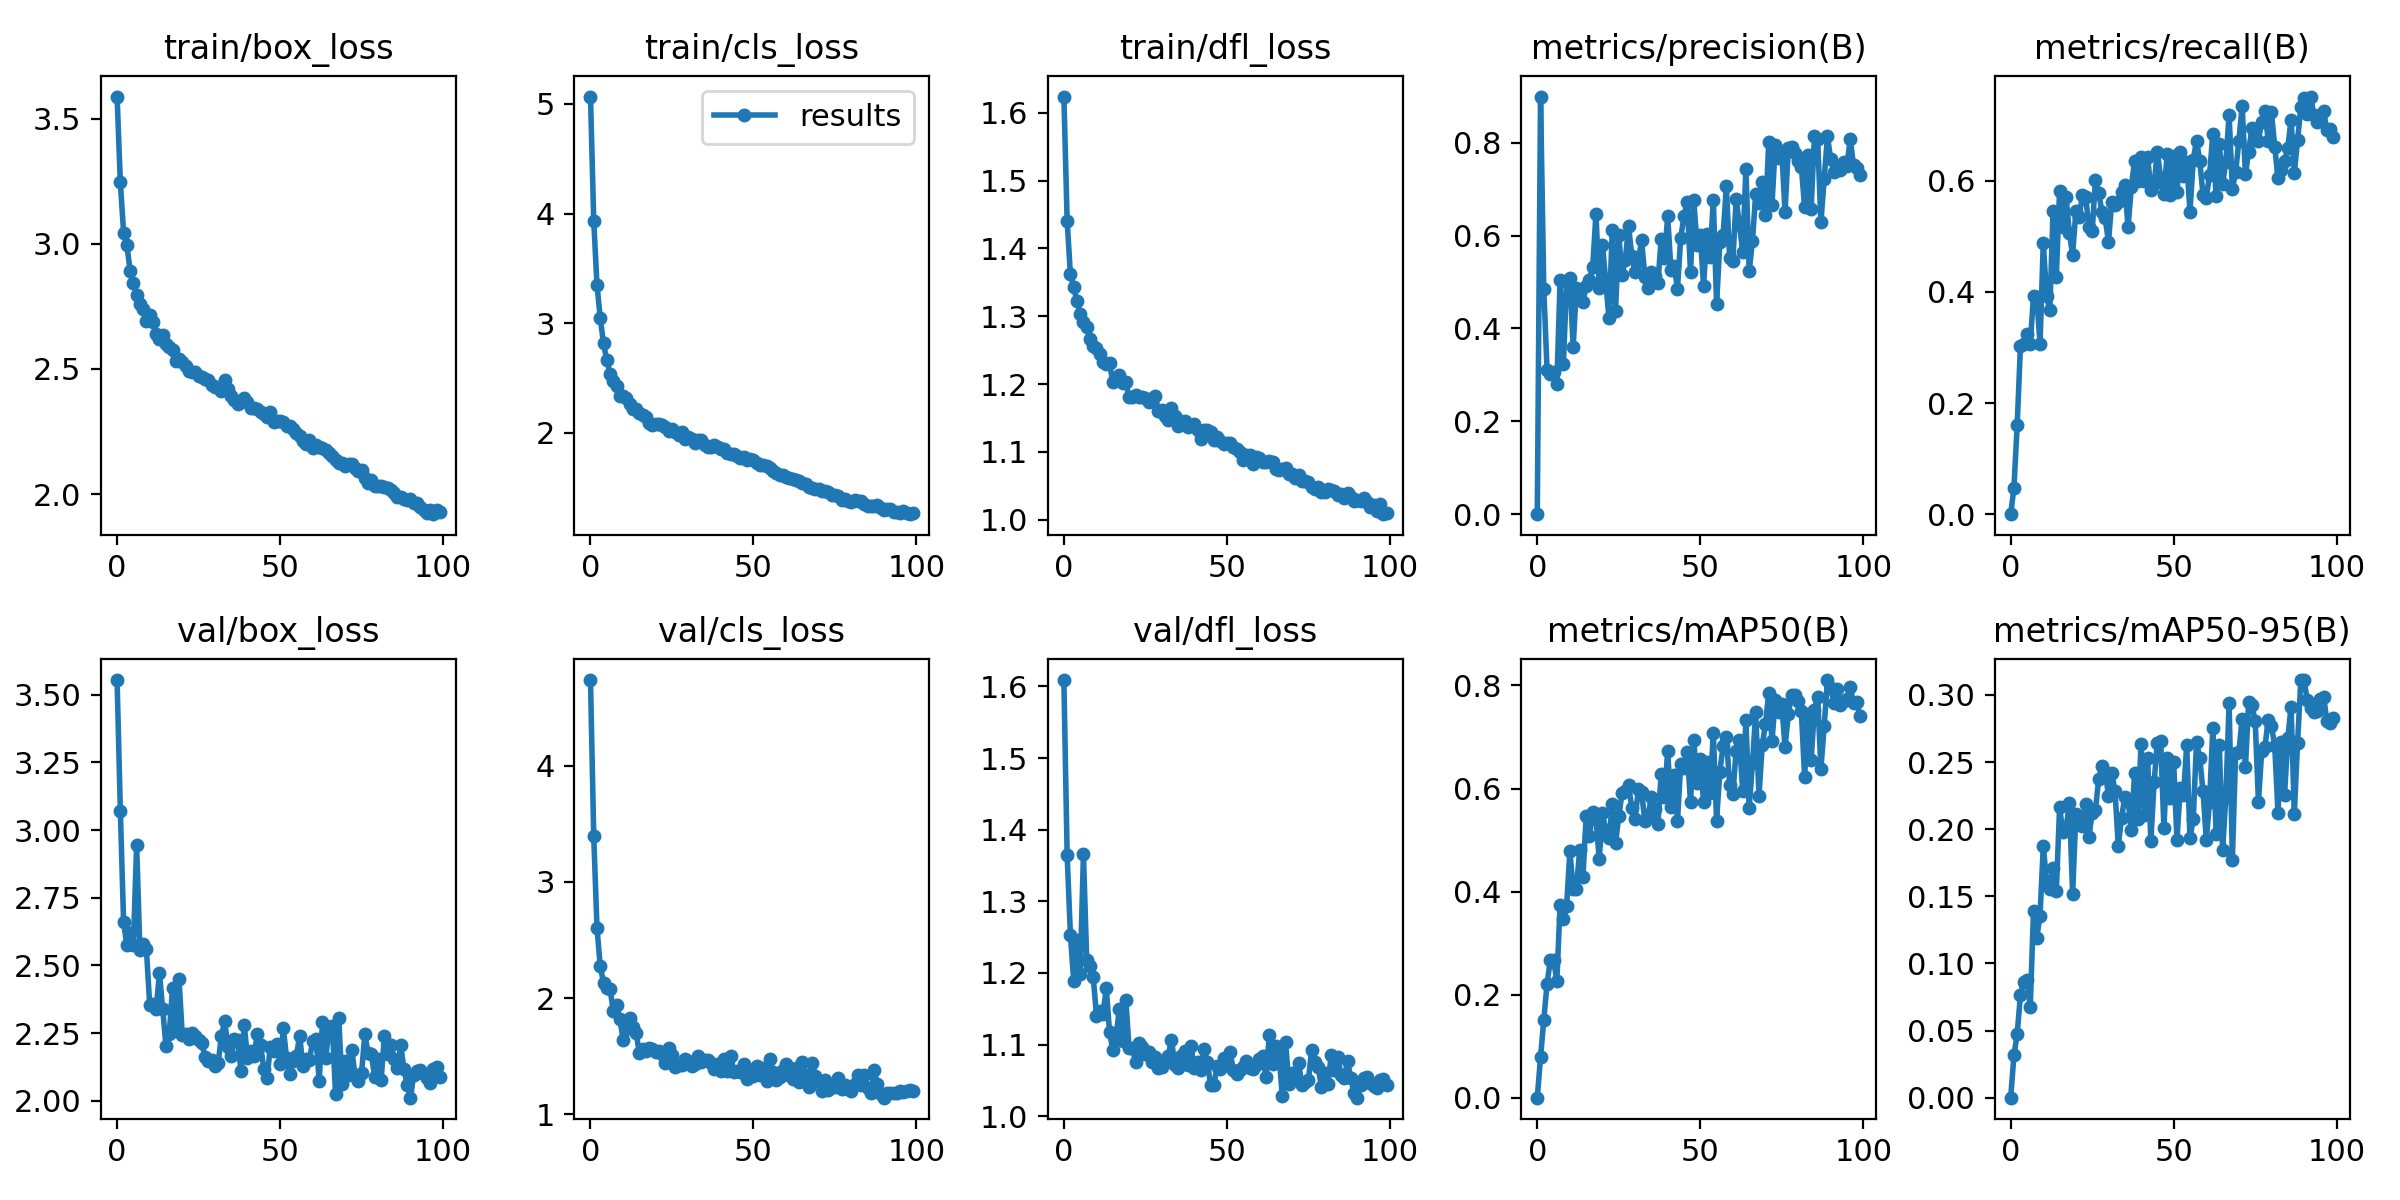 train/box_loss
3.5
3.0
2.5
2.0
0 50 100
train/cls_loss
results
5
4
3
2
0 50 100
train/dfl_loss
1.6
1.5
1.4
1.3
1.2
1.1
1.0
0 50 100
metrics/precision(B)
0.8
0.6
0.4
0.2
0.0
0 50 100
metrics/recall(B)
0.6
0.4
0.2
0.0
0 50 100
val/box_loss
3.50
3.25
3.00
2.75
2.50
2.25
2.00
0 50 100
val/cls_loss
4
3
2
1
0 50 100
val/dfl_loss
1.6
1.5
1.4
1.3
1.2
1.1
1.0
0 50 100
metrics/mAP50(B)
0.8
0.6
0.4
0.2
0.0
0 50 100
metrics/mAP50-95(B)
0.30
0.25
0.20
0.15
0.10
0.05
0.00
0 50 100